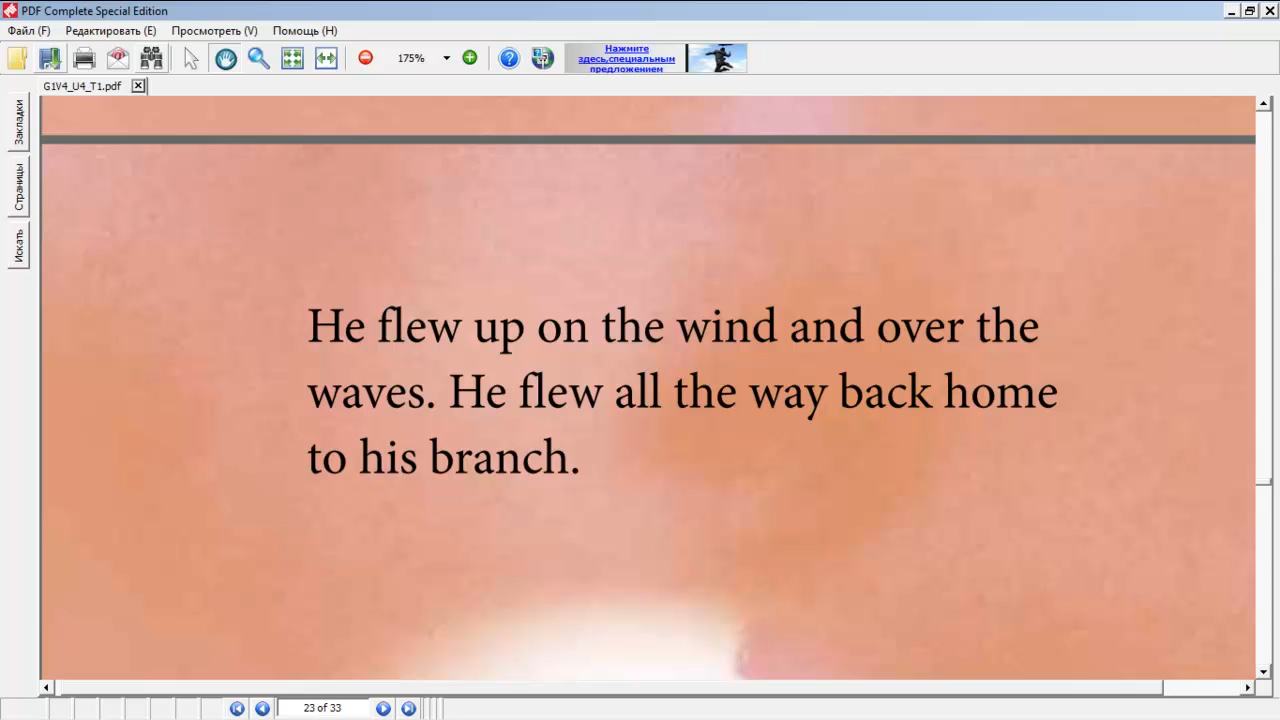 PDF Complete Special Edition
Файл (F) Редактировать (E) Просмотреть (V) Помощь (H)
175%
Нажмите
здесь,специальным
предложением
G1V4_U4_T1.pdf
Закладки
Страницы
Искать
He flew up on the wind and over the
waves. He flew all the way back home
to his branch.
23 of 33